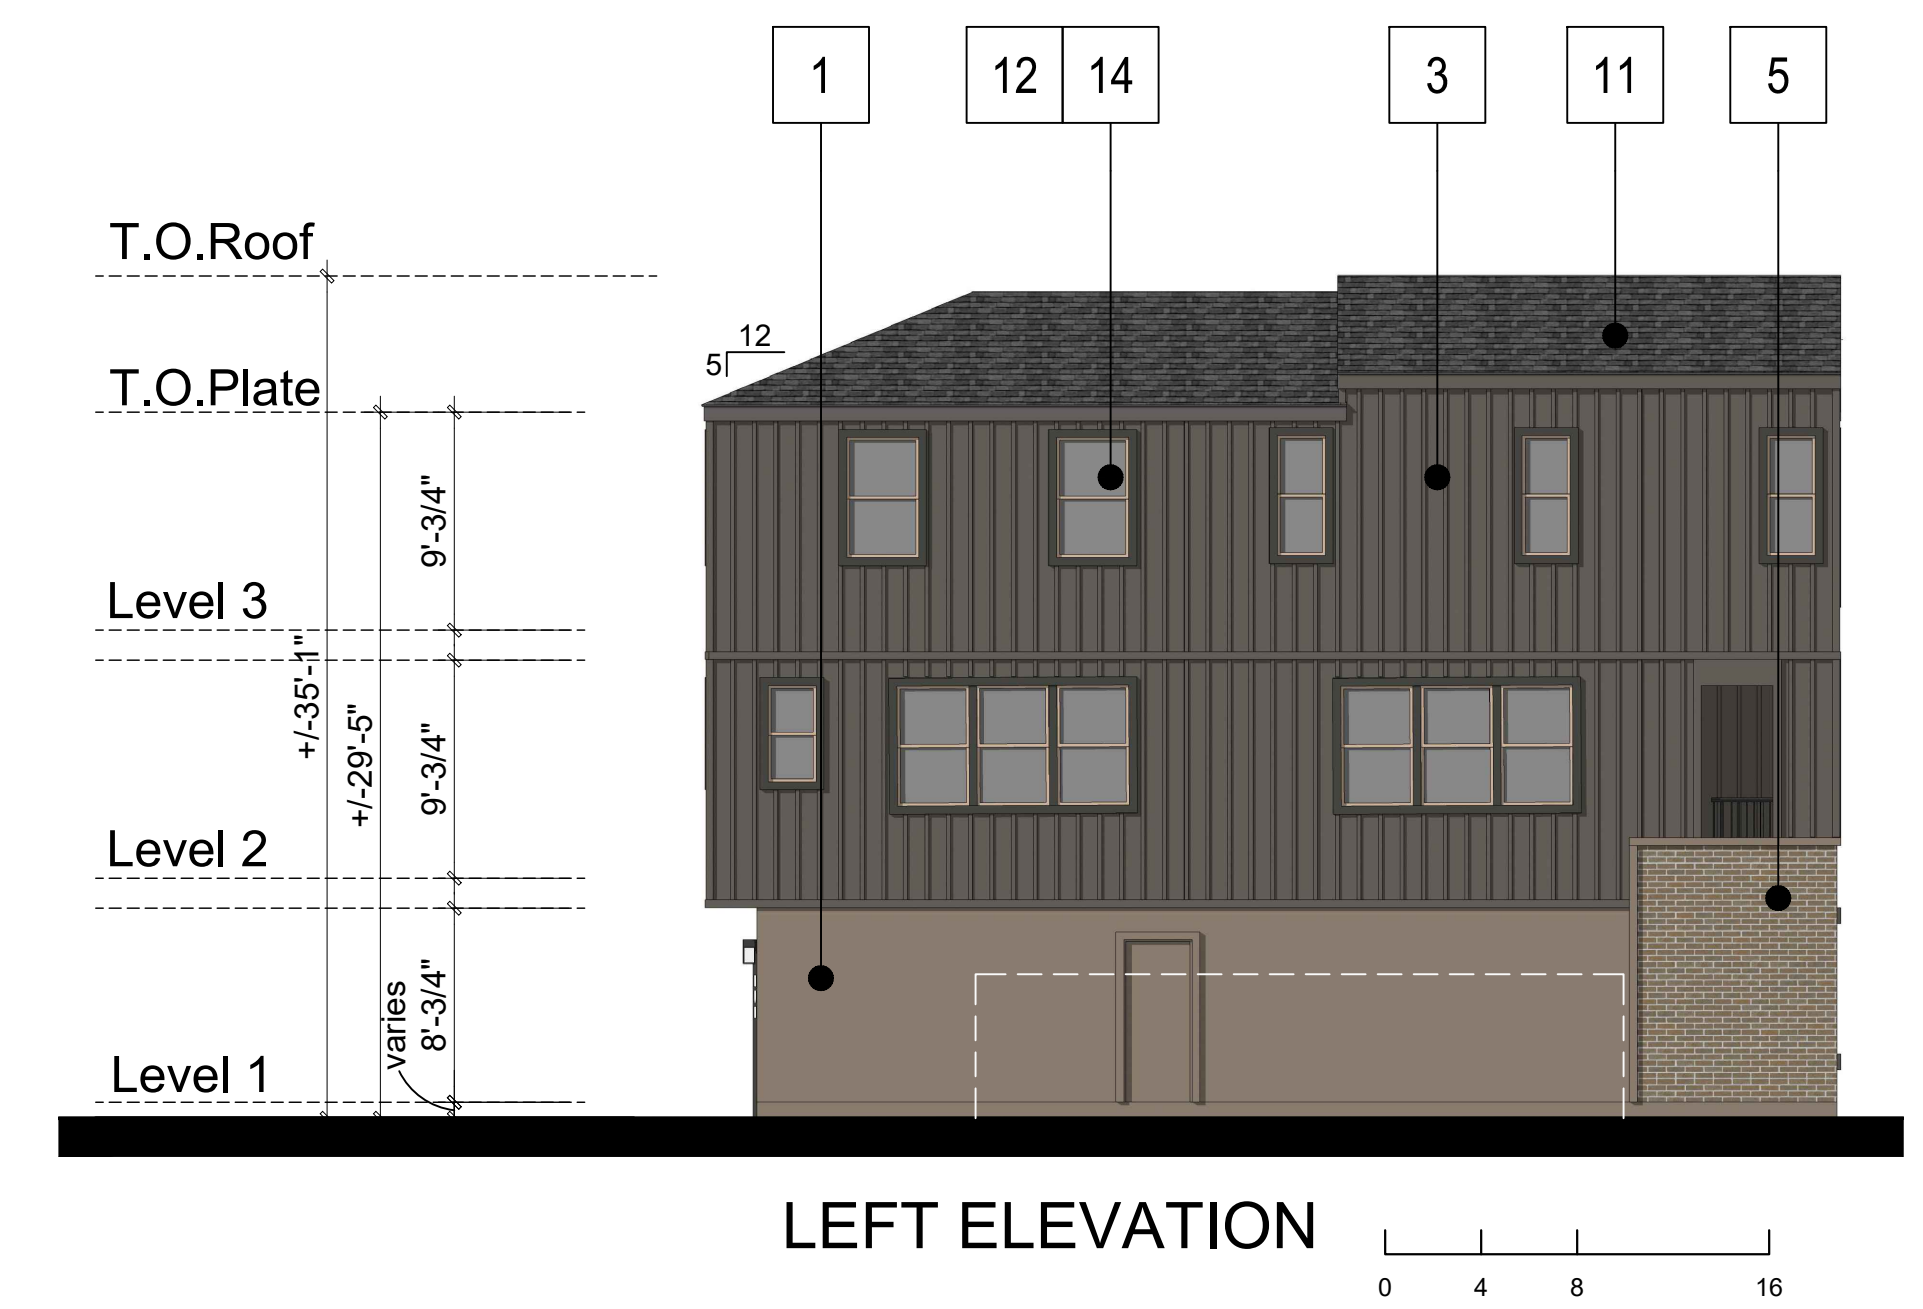 1
12 14
3
11
5
T.O.Roof
12
5
T.O.Plate
9'-3/4"
Level 3
+/-35'-1"
+/-29'-5"
9'-3/4"
Level 2
varies
8'-3/4"
Level 1
LEFT ELEVATION
0 4 8 16